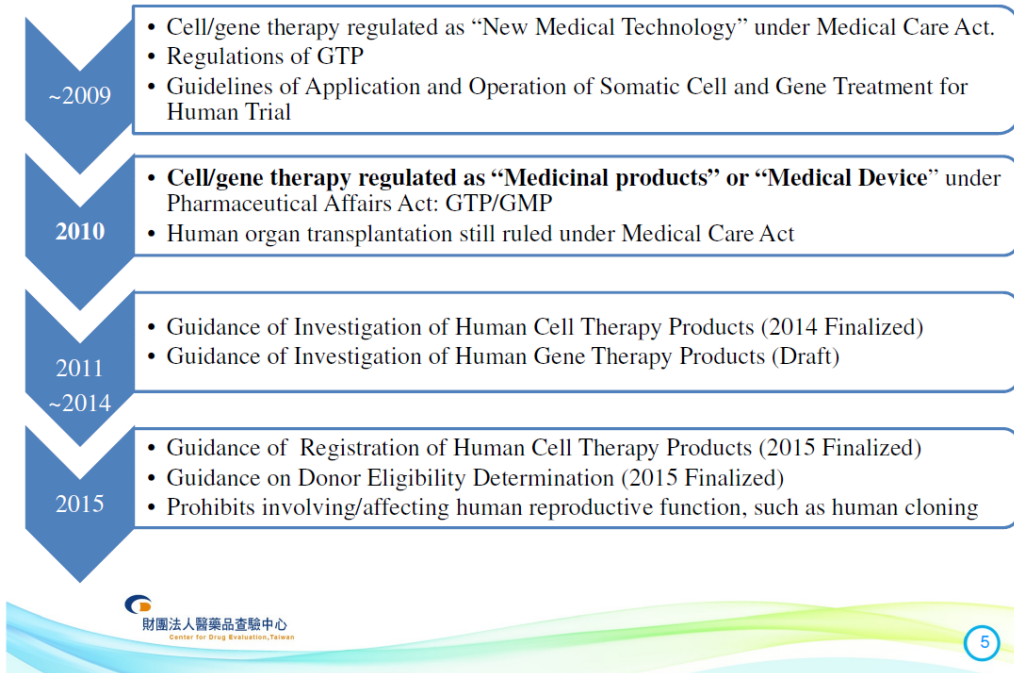 ~2009
• Cell/gene therapy regulated as “New Medical Technology” under Medical Care Act.
• Regulations of GTP
• Guidelines of Application and Operation of Somatic Cell and Gene Treatment for
Human Trial
2010
• Cell/gene therapy regulated as “Medicinal products” or “Medical Device” under
Pharmaceutical Affairs Act: GTP/GMP
• Human organ transplantation still ruled under Medical Care Act
2011
~2014
• Guidance of Investigation of Human Cell Therapy Products (2014 Finalized)
• Guidance of Investigation of Human Gene Therapy Products (Draft)
2015
• Guidance of Registration of Human Cell Therapy Products (2015 Finalized)
• Guidance on Donor Eligibility Determination (2015 Finalized)
• Prohibits involving/affecting human reproductive function, such as human cloning
財團法人醫藥品查驗中心
Center for Drug Evaluation,Taiwan
5